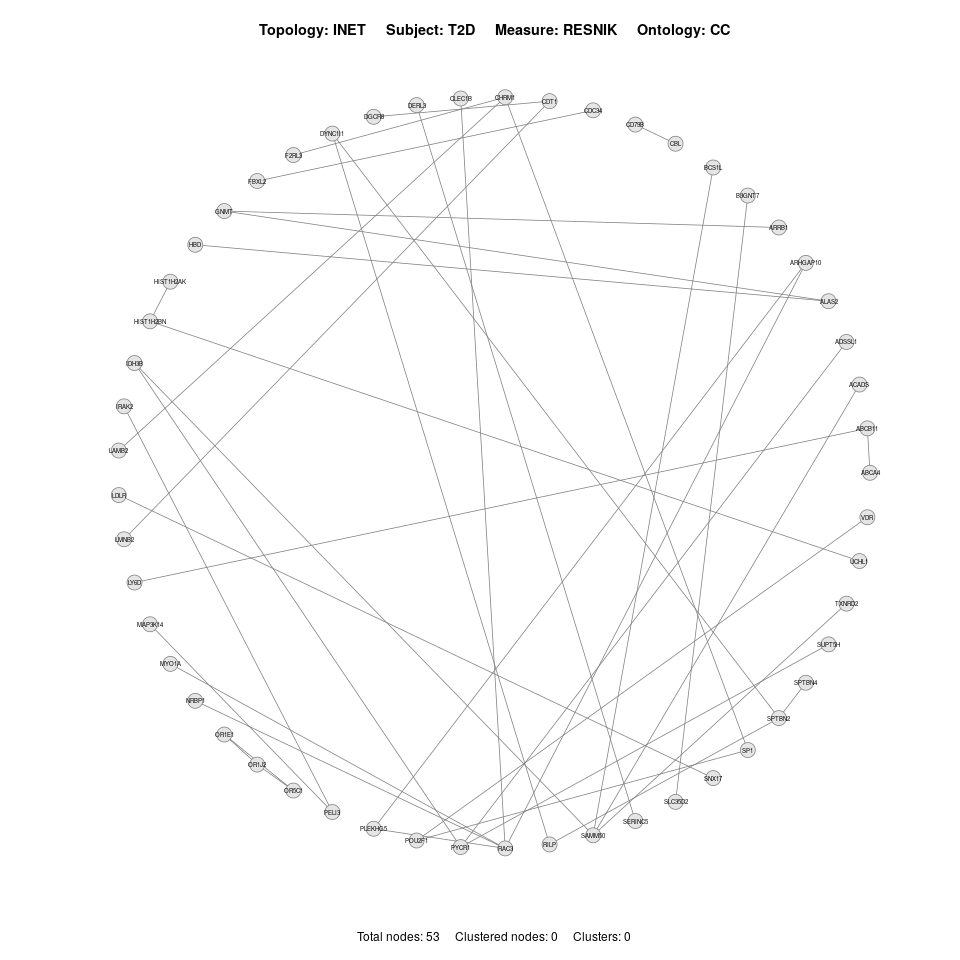 Topology: INET Subject: T2D Measure: RESNIK Ontology: CC
CHRM1
CLEC1B
CDT1
DERL3
CDC34
DGCR8
CD79B
DYNC1I1
CBL
F2RL3
BCS1L
FBXL2
B3GNT7
GNMT
ARRB1
HBD
ARHGAP10
HIST1H2AK
ALAS2
HIST1H2BN
ADSSL1
IDH3B
ACADS
IRAK2
ABCB11
LAMB2
ABCA4
LDLR
VDR
LMNB2
UCHL1
LY6D
TXNRD2
MAP3K14
SUPT5H
MYO1A
SPTBN4
NRBP1
SPTBN2
OR1E1
SP1
OR1J2
SNX17
OR5C1
SLC35D2
PELI3
SERINC5
PLEKHG5
SAMM50
POU2F1
RILP
PYCR1
RAC3
Total nodes: 53 Clustered nodes: 0 Clusters: 0